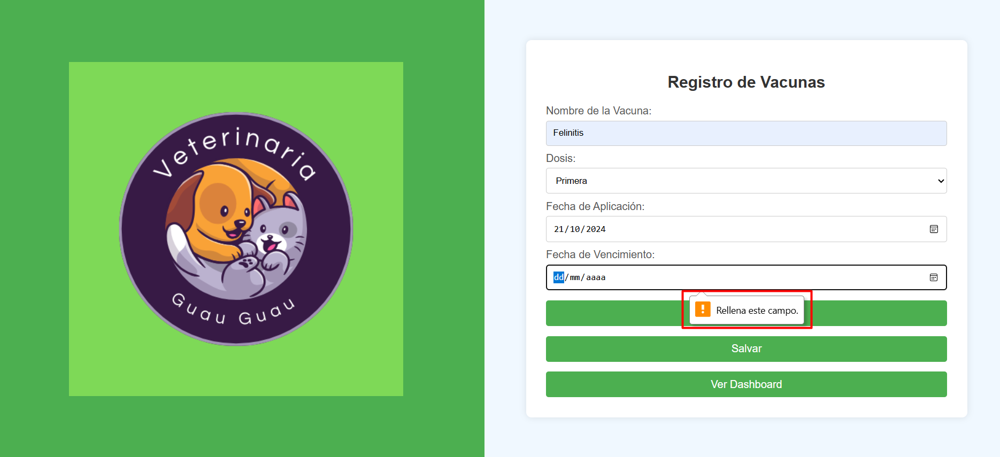 Veterinaria
Guau Guau
Registro de Vacunas
Nombre de la Vacuna:
Felinitis
Dosis:
Primera
Fecha de Aplicación:
21/10/2024
Fecha de Vencimiento:
dd/mm/aaaa
Rellena este campo.
Salvar
Ver Dashboard